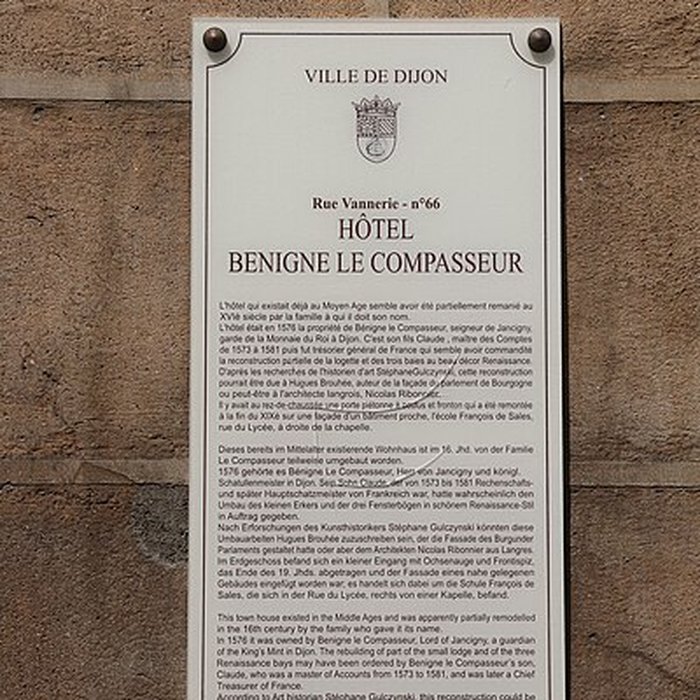 VILLE DE DIJON
Rue Vannerie - n°66
HÔTEL
BENIGNE LE COMPASSEUR
L'hôtel qui existait déjà au Moyen Age semble avoir été partiellement remanié au
XVIè siècle par la famille à qui il doit son nom.
L'hôtel était en 1576 la propriété de Bénigne le Compasseur, seigneur de Jancigny,
garde de la Monnaie du Roi à Dijon. C'est son fils Claude , maître des Comptes
de 1573 à 1581 puis fut trésorier général de France qui semble avoir commandité
la reconstruction partielle de la logette et des trois baies au beau décor Renaissance.
D'après les recherches de l'historien d'art StéphaneGulczynski, cette reconstruction
pourrait être due à Hugues Brouhée, auteur de la façade du parlement de Bourgogne
ou peut-être à l'architecte langrois, Nicolas Ribonnier.
Il y avait au rez-de-chaussée une porte piétonne à oculus et fronton qui a été remontée
à la fin du XIXé sur une façade d'un bâtiment proche, l'école François de Sales,
rue du Lycée, à droite de la chapelle.
Dieses bereits im Mittelalter existierende Wohnhaus ist im 16. Jhd. von der Familie
Le Compasseur teilweise umgebaut worden.
1576 gehörte es Bénigne Le Compasseur, Herr von Jancigny und königl.
Schatullenmeister in Dijon. Sein Sohn Claude, der von 1573 bis 1581 Rechenschafts-
und später Hauptschatzmeister von Frankreich war, hatte wahrscheinlich den
Umbau des kleinen Erkers und der drei Fensterbögen in schönem Renaissance-Stil
in Auftrag gegeben.
Nach Erforschungen des Kunsthistorikers Stéphane Gulczynski könnten diese
Umbauarbeiten Hugues Brouhée zuzuschreiben sein, der die Fassade des Burgunder
Parlaments gestaltet hatte oder aber dem Architekten Nicolas Ribonnier aus Langres.
Im Erdgeschoss befand sich ein kleiner Eingang mit Ochsenauge und Frontispiz,
das Ende des 19. Jhds. abgetragen und der Fassade eines nahe gelegenen
Gebäudes eingefügt worden war; es handelt sich dabei um die Schule François de
Sales, die sich in der Rue du Lycée, rechts von einer Kapelle, befand.
This town house existed in the Middle Ages and was apparently partially remodelled
in the 16th century by the family who gave it its name.
In 1576 it was owned by Benigne le Compasseur, Lord of Jancigny, a guardian
of the King's Mint in Dijon. The rebuilding of part of the small lodge and of the three
Renaissance bays may have been ordered by Benigne le Compasseur's son,
Claude, who was a master of Accounts from 1573 to 1581, and was later a Chief
Treasurer of France.
According to Art historian Stéphane Gulczynski, this reconstruction could be